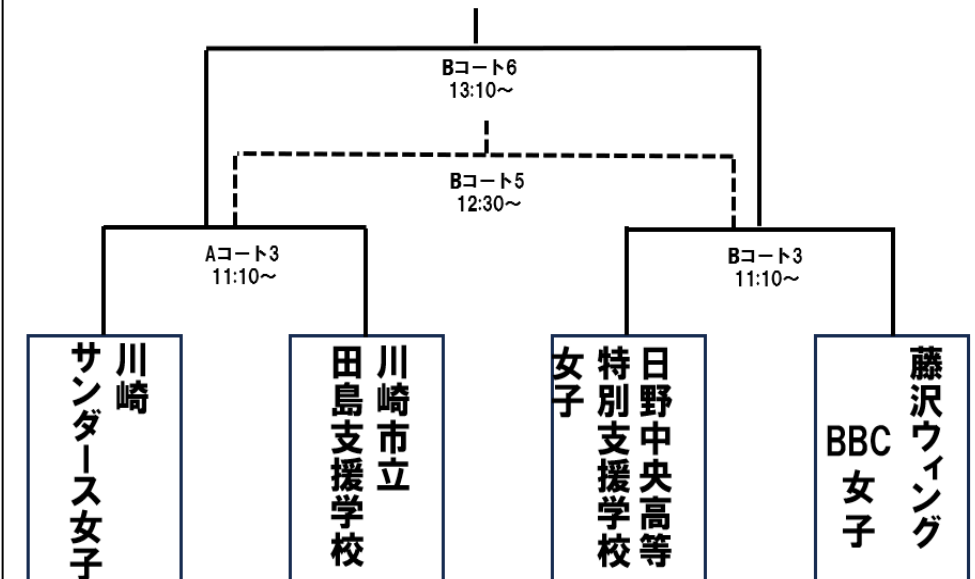 Bコート6
13:10～
Bコート5
12:30～
Aコート3
11:10～
Bコート3
11:10～
川崎
サンダース女子
川崎市立
田島支援学校
日野中央高等
特別支援学校
女子
藤沢ウィング
BBC
女子